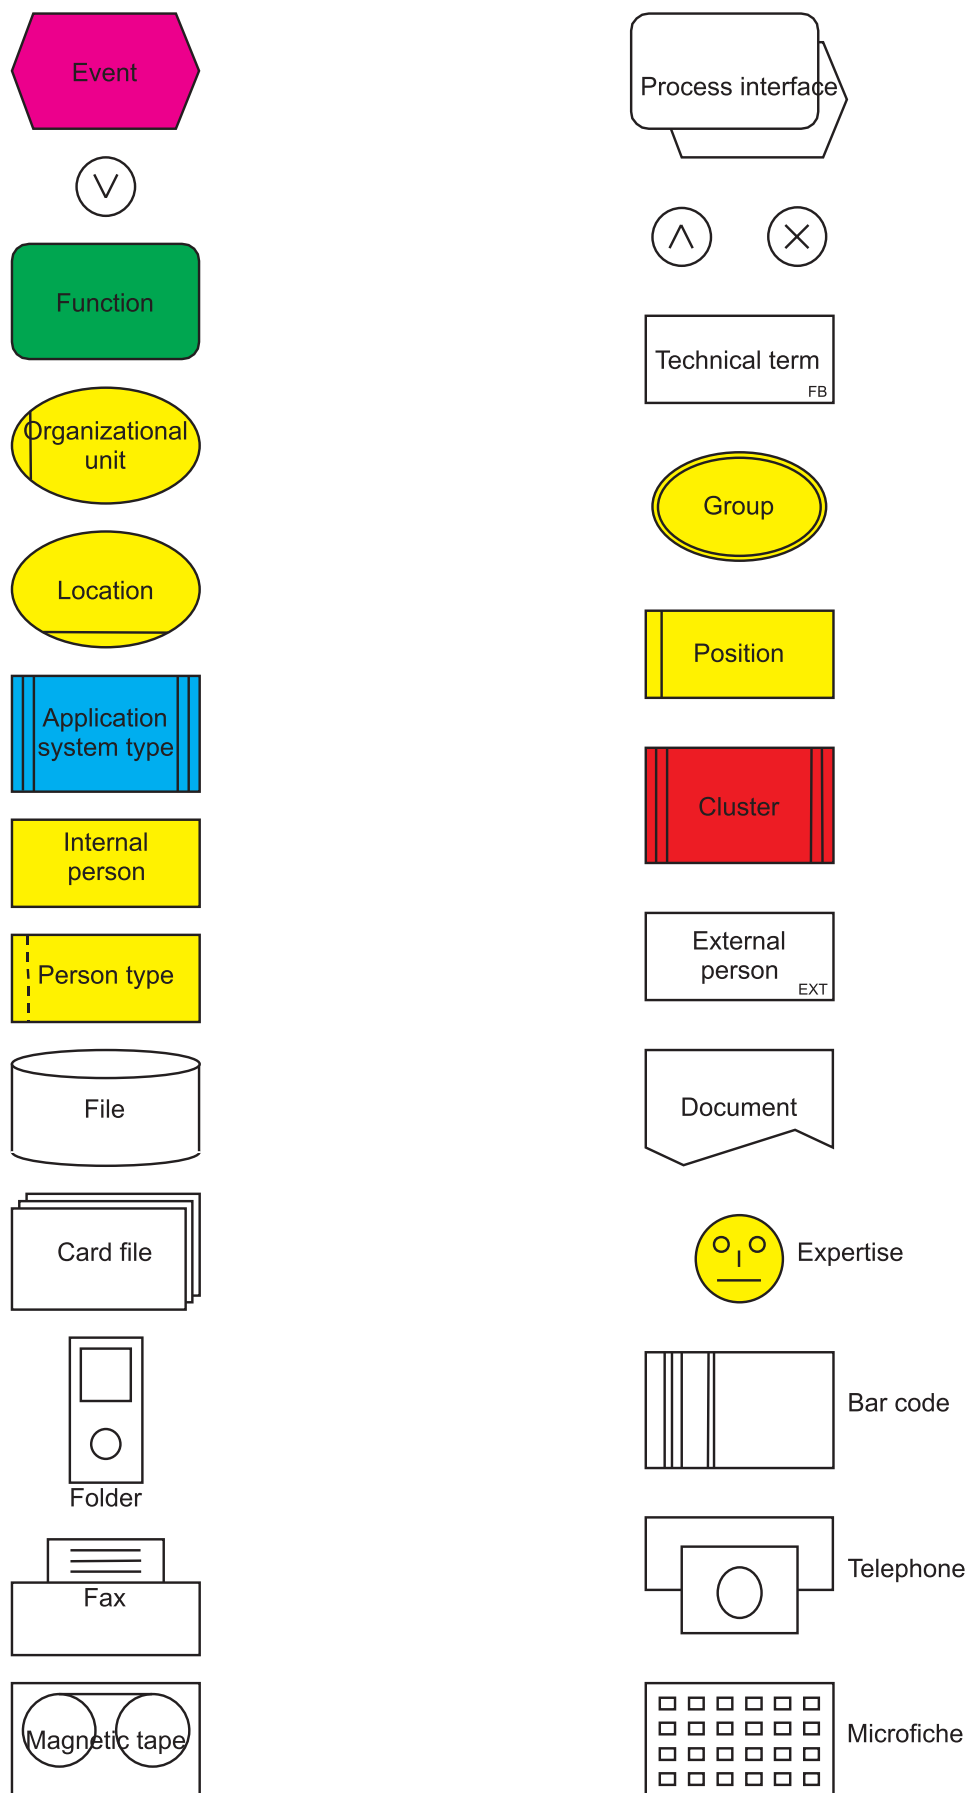 Event
Process interface
Function
Technical term
FB
Organizational
unit
Group
Location
Position
Application
system type
Cluster
Internal
person
External
person
EXT
Person type
File
Document
Card file
Expertise
Folder
Bar code
Fax
Telephone
Magnetic tape
Microfiche